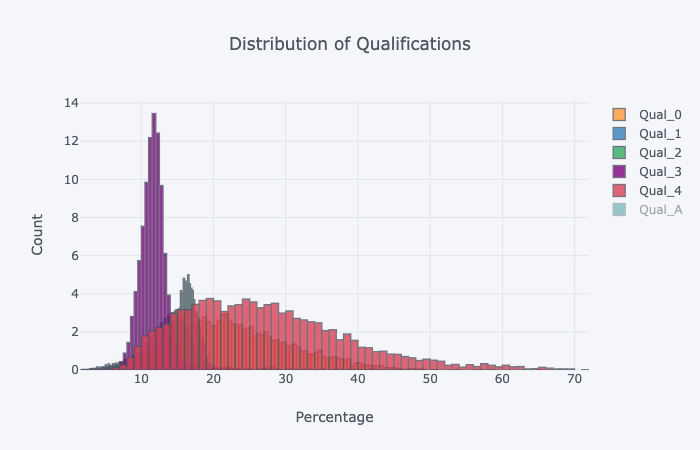 Distribution of Qualifications
14
12
10
8
6
4
2
0
Count
10
20
30
40
50
60
70
Percentage
Qual_0
Qual_1
Qual_2
Qual_3
Qual_4
Qual_A